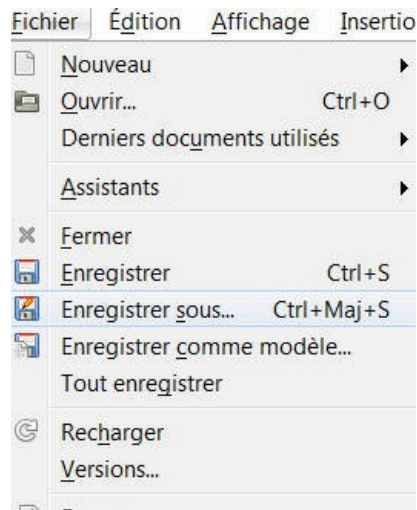 Fichier Édition Affichage Insertio
Nouveau
Ouvrir... Ctrl+O
Derniers documents utilisés
Assistants
Fermer
Enregistrer Ctrl+S
Enregistrer sous... Ctrl+Maj+S
Enregistrer comme modèle...
Tout enregistrer
Recharger
Versions...